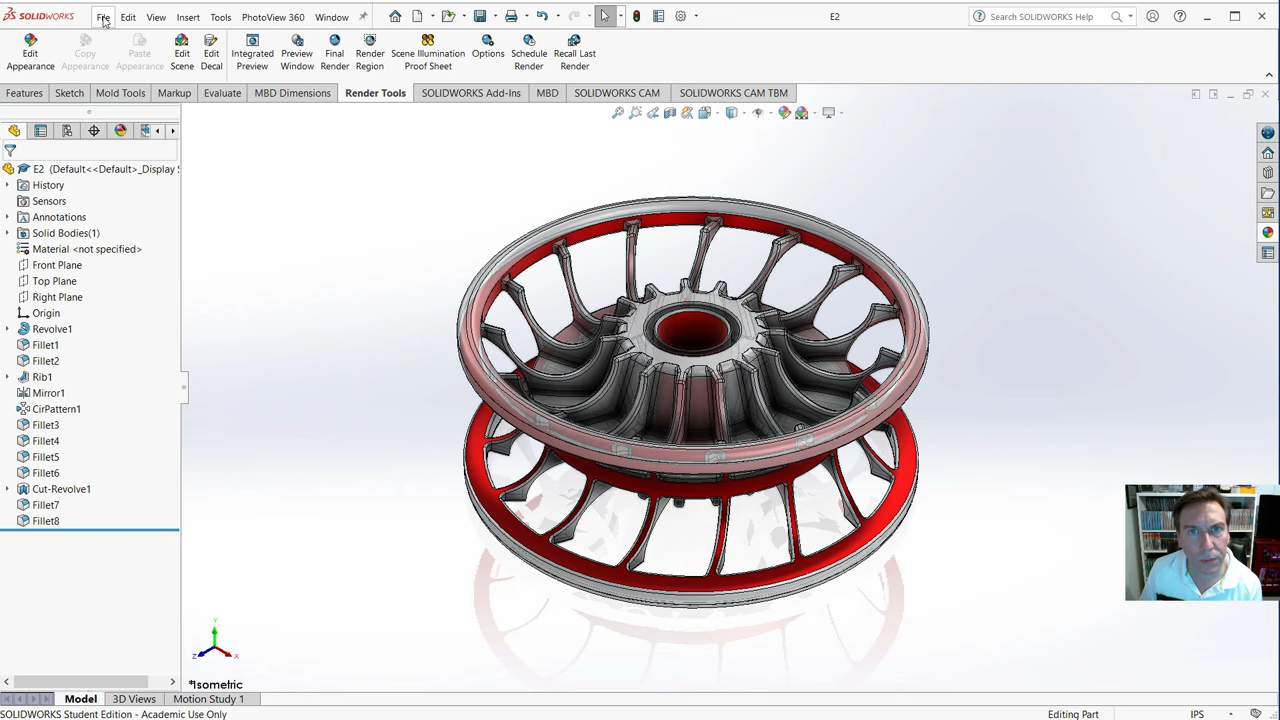 SOLIDWORKS File Edit View Insert Tools PhotoView 360 Window E2 Search SOLIDWORKS Help
Edit Appearance Copy Appearance Paste Appearance Edit Scene Edit Decal Integrated Preview Preview Window Final Render Render Region Scene Illumination Proof Sheet Options Schedule Render Recall Last Render
Features Sketch Mold Tools Markup Evaluate MBD Dimensions Render Tools SOLIDWORKS Add-Ins MBD SOLIDWORKS CAM SOLIDWORKS CAM TBM
E2 (Default<<Default>_Display S
History
Sensors
Annotations
Solid Bodies(1)
Material <not specified>
Front Plane
Top Plane
Right Plane
Origin
Revolve1
Fillet1
Fillet2
Rib1
Mirror1
CirPattern1
Fillet3
Fillet4
Fillet5
Fillet6
Cut-Revolve1
Fillet7
Fillet8
Y
Z X
*Isometric
Model 3D Views Motion Study 1
SOLIDWORKS Student Edition - Academic Use Only Editing Part IPS